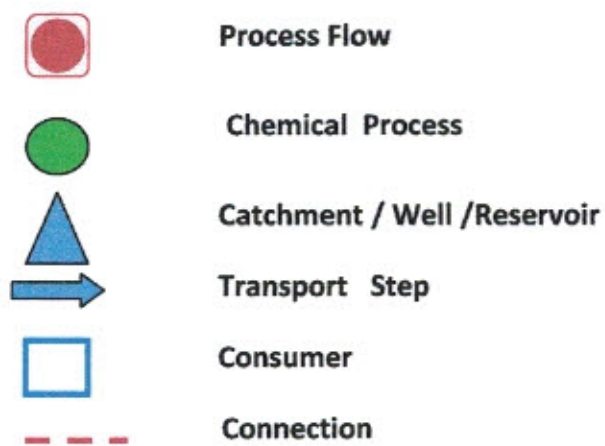 Process Flow
Chemical Process
Catchment / Well /Reservoir
Transport Step
Consumer
Connection